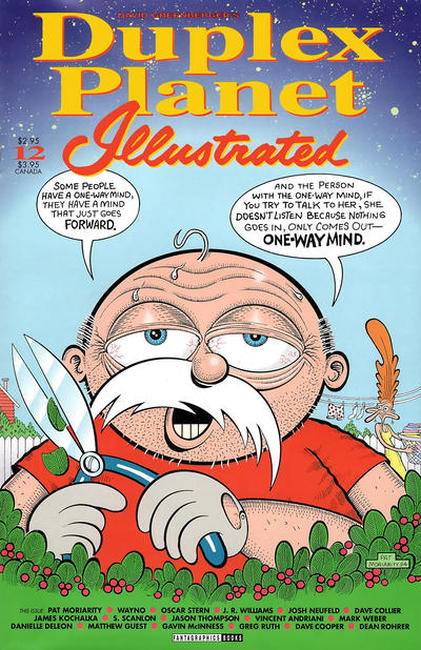 DAVID GREENBERGER'S
Duplex
Planet
Illustrated
$2.95
12
$3.95
CANADA
SOME PEOPLE
HAVE A ONE-WAY MIND,
THEY HAVE A MIND
THAT JUST GOES
FORWARD.
AND THE PERSON
WITH THE ONE-WAY MIND, IF
YOU TRY TO TALK TO HER, SHE
DOESN'T LISTEN BECAUSE NOTHING
GOES IN, ONLY COMES OUT—
ONE-WAY MIND.
PAT
MORIARITY 94
THIS ISSUE: PAT MORIARITY • WAYNO • OSCAR STERN • J. R. WILLIAMS • JOSH NEUFELD • DAVE COLLIER
JAMES KOCHALKA • S. SCANLON • JASON THOMPSON • VINCENT ANDRIANI • MARK WEBER
DANIELLE DELEON • MATTHEW GUEST • GAVIN McINNESS • GREG RUTH • DAVE COOPER • DEAN ROHRER
FANTAGRAPHICS BOOKS